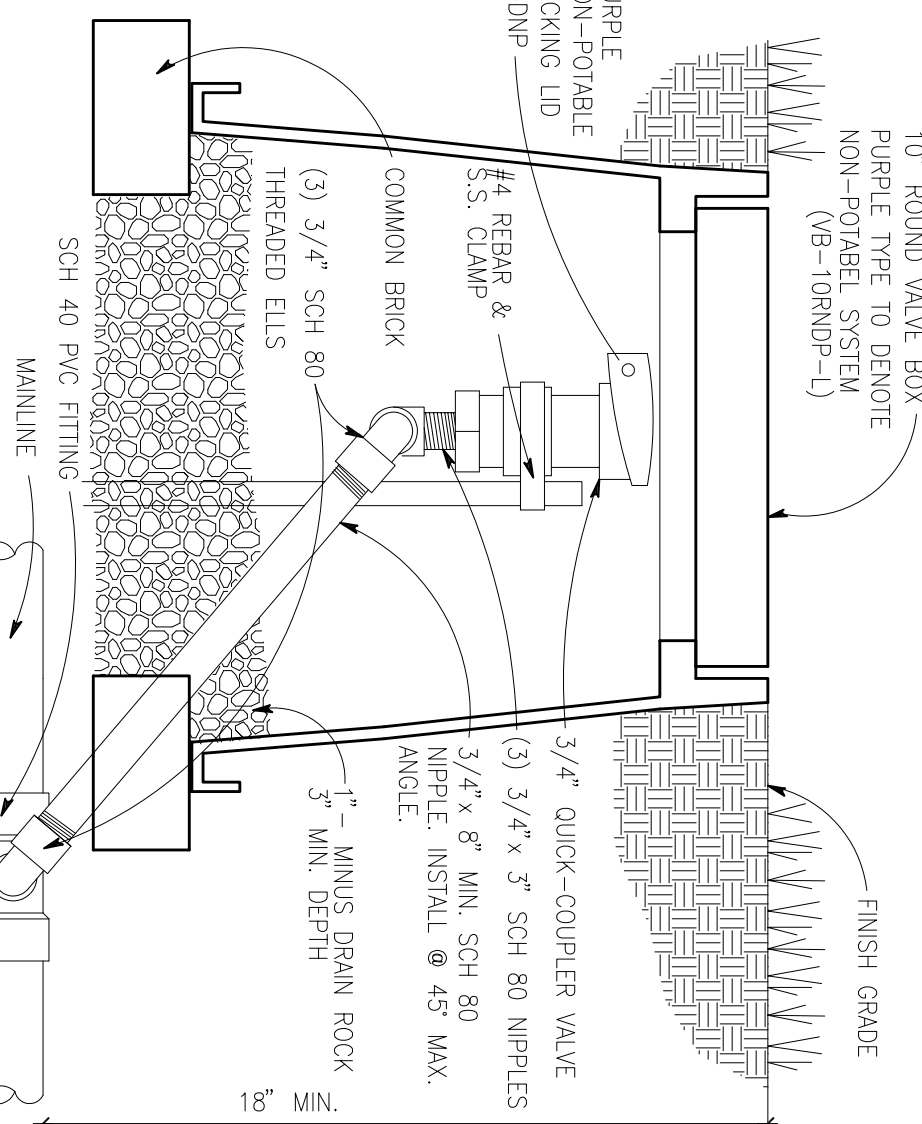 10" ROUND VALVE BOX
PURPLE TYPE TO DENOTE
NON-POTABEL SYSTEM
(VB-10RNDP-L)
FINISH GRADE
URPLE
ON-POTABLE
CKING LID
DNP
#4 REBAR &
S.S. CLAMP
COMMON BRICK
(3) 3/4" SCH 80
THREADED ELLS
SCH 40 PVC FITTING
MAINLINE
3/4" QUICK-COUPLER VALVE
(3) 3/4"x 3" SCH 80 NIPPLES
3/4"x 8" MIN. SCH 80
NIPPLE. INSTALL @ 45° MAX.
ANGLE.
1"- MINUS DRAIN ROCK
3" MIN. DEPTH
18" MIN.